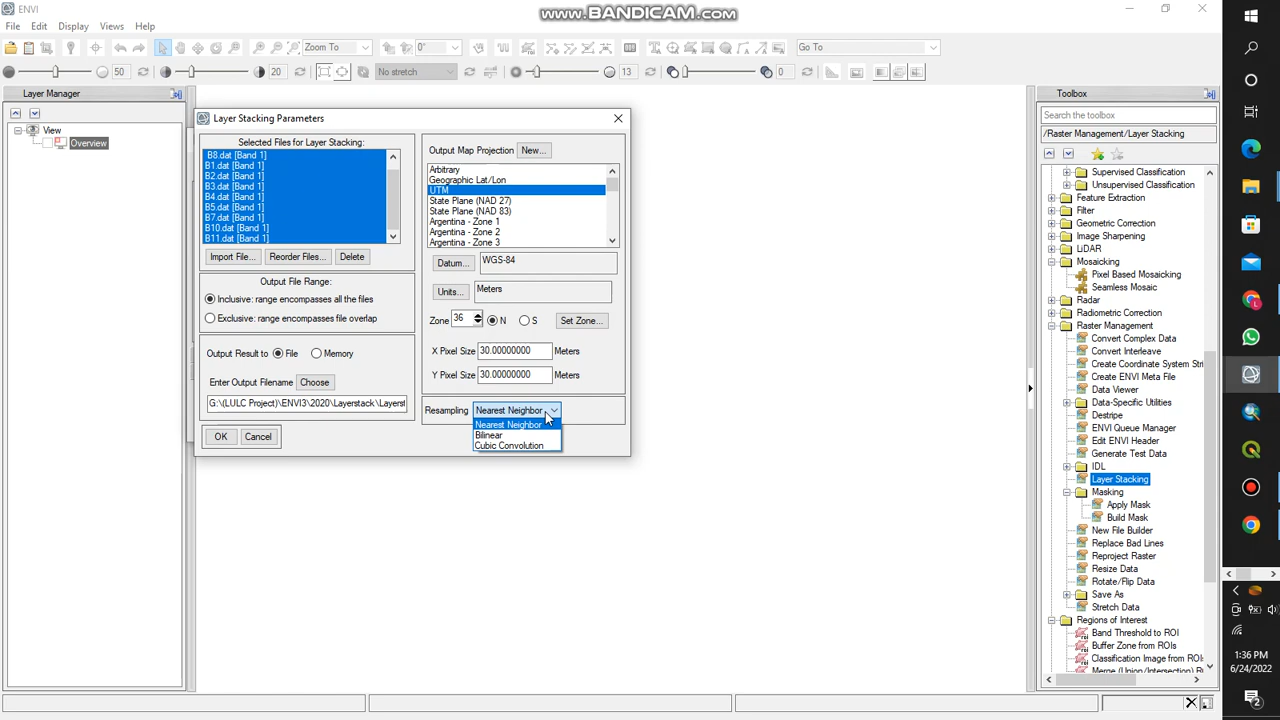 ENVI
www.BANDICAM.com
File Edit Display Views Help
Zoom To
0°
Go To
50
20
No stretch
13
0
Layer Manager
View
Overview
Layer Stacking Parameters
Selected Files for Layer Stacking:
B8.dat [Band 1]
B1.dat [Band 1]
B2.dat [Band 1]
B3.dat [Band 1]
B4.dat [Band 1]
B5.dat [Band 1]
B7.dat [Band 1]
B10.dat [Band 1]
B11.dat [Band 1]
Import File... Reorder Files... Delete
Output File Range:
Inclusive: range encompasses all the files
Exclusive: range encompasses file overlap
Output Result to File Memory
Enter Output Filename Choose
G:\(LULC Project)\ENVI3\2020\Layerstack\Layerst
OK Cancel
Output Map Projection New...
Arbitrary
Geographic Lat/Lon
UTM
State Plane (NAD 27)
State Plane (NAD 83)
Argentina - Zone 1
Argentina - Zone 2
Argentina - Zone 3
Datum... WGS-84
Units... Meters
Zone 36 N S Set Zone...
X Pixel Size 30.00000000 Meters
Y Pixel Size 30.00000000 Meters
Resampling Nearest Neighbor
Nearest Neighbor
Bilinear
Cubic Convolution
Toolbox
Search the toolbox
/Raster Management/Layer Stacking
Supervised Classification
Unsupervised Classification
Feature Extraction
Filter
Geometric Correction
Image Sharpening
LiDAR
Mosaicking
Pixel Based Mosaicking
Seamless Mosaic
Radar
Radiometric Correction
Raster Management
Convert Complex Data
Convert Interleave
Create Coordinate System Stri
Create ENVI Meta File
Data Viewer
Data-Specific Utilities
Destripe
ENVI Queue Manager
Edit ENVI Header
Generate Test Data
IDL
Layer Stacking
Masking
Apply Mask
Build Mask
New File Builder
Replace Bad Lines
Reproject Raster
Resize Data
Rotate/Flip Data
Save As
Stretch Data
Regions of Interest
Band Threshold to ROI
Buffer Zone from ROIs
Classification Image from ROIs
1:36 PM
6/24/2022
2